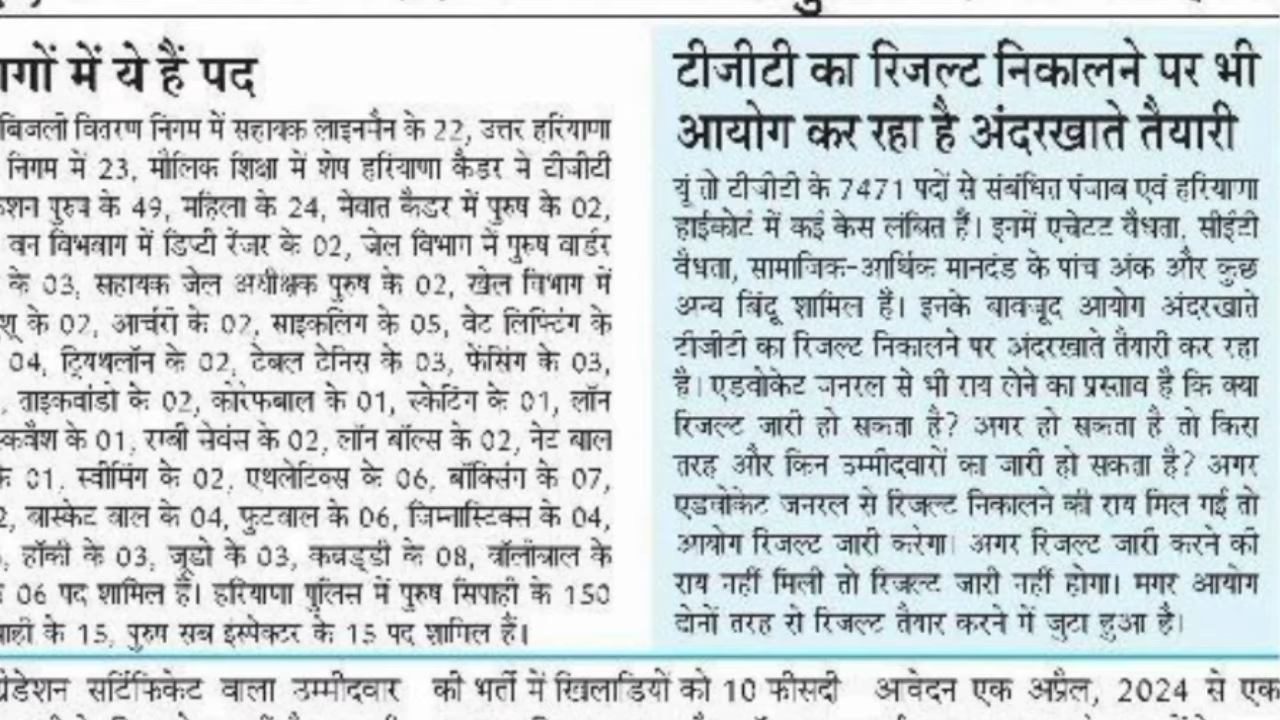 गों में ये हैं पद
बिजली वितरण निगम में सहायक लाइनमैन के 22, उत्तर हरियाणा
निगम में 23, मौलिक शिक्षा में शेष हरियाणा कैडर में टीजीटी
पुरुष के 49, महिला के 24, मेवात कैडर में पुरुष के 02,
वन विभाग में डिप्टी रेंजर के 02, जेल विभाग में पुरुष वार्डर
के 03, सहायक जेल अधीक्षक पुरुष के 02, खेल विभाग में
के 02, आर्चरी के 02, साइकलिंग के 05, वेट लिफ्टिंग के
04, ट्रियथलॉन के 02, टेबल टेनिस के 03, फेंसिंग के 03,
, ताइकवांडो के 02, कोरफबाल के 01, स्केटिंग के 01, लॉन
के 01, रग्बी सेवंस के 02, लॉन बॉल्स के 02, नेट बाल
01, स्वीमिंग के 02, एथलेटिक्स के 06, बॉक्सिंग के 07,
बास्केट बाल के 04, फुटबाल के 06, जिम्नास्टिक्स के 04,
, हॉकी के 03, जूडो के 03, कबड्डी के 08, वॉलीबाल के
06 पद शामिल हैं। हरियाणा पुलिस में पुरुष सिपाही के 150
के 15, पुरुष सब इंस्पेक्टर के 15 पद शामिल हैं।
टीजीटी का रिजल्ट निकालने पर भी
आयोग कर रहा है अंदरखाते तैयारी
यूं तो टीजीटी के 7471 पदों से संबंधित पंजाब एवं हरियाणा
हाईकोर्ट में कई केस लंबित हैं। इनमें एचटेट वैधता, सीईटी
वैधता, सामाजिक-आर्थिक मानदंड के पांच अंक और कुछ
अन्य बिंदू शामिल हैं। इनके बावजूद आयोग अंदरखाते
टीजीटी का रिजल्ट निकालने पर अंदरखाते तैयारी कर रहा
है। एडवोकेट जनरल से भी राय लेने का प्रस्ताव है कि क्या
रिजल्ट जारी हो सकता है? अगर हो सकता है तो किस
तरह और किन उम्मीदवारों का जारी हो सकता है? अगर
एडवोकेट जनरल से रिजल्ट निकालने की राय मिल गई तो
आयोग रिजल्ट जारी करेगा। अगर रिजल्ट जारी करने की
राय नहीं मिली तो रिजल्ट जारी नहीं होगा। मगर आयोग
दोनों तरह से रिजल्ट तैयार करने में जुटा हुआ है।
ग्रेडेशन सर्टिफिकेट वाला उम्मीदवार
की भर्ती में खिलाडियों को 10 फीसदी
आवेदन एक अप्रैल, 2024 से एक